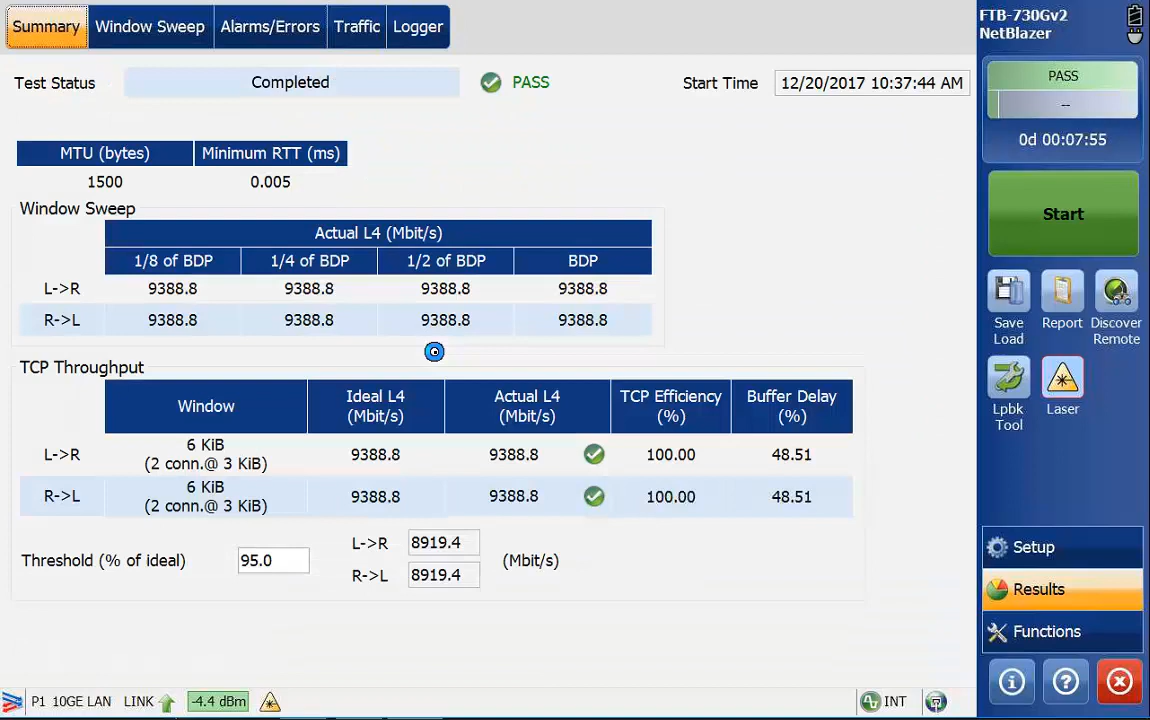 Summary Window Sweep Alarms/Errors Traffic Logger
FTB-730Gv2
NetBlazer
Test Status Completed PASS Start Time 12/20/2017 10:37:44 AM
PASS
--
0d 00:07:55
MTU (bytes) Minimum RTT (ms)
1500 0.005
Window Sweep
Actual L4 (Mbit/s)
1/8 of BDP 1/4 of BDP 1/2 of BDP BDP
L->R 9388.8 9388.8 9388.8 9388.8
R->L 9388.8 9388.8 9388.8 9388.8
TCP Throughput
Window Ideal L4 (Mbit/s) Actual L4 (Mbit/s) TCP Efficiency (%) Buffer Delay (%)
L->R 6 KiB (2 conn.@ 3 KiB) 9388.8 9388.8 100.00 48.51
R->L 6 KiB (2 conn.@ 3 KiB) 9388.8 9388.8 100.00 48.51
Threshold (% of ideal) 95.0
L->R 8919.4
R->L 8919.4
(Mbit/s)
Start
Save Load
Report
Discover Remote
Lpbk Tool
Laser
Setup
Results
Functions
P1 10GE LAN LINK -4.4 dBm INT